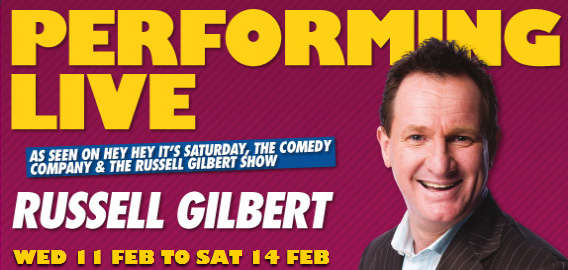 PERFORMING
LIVE
AS SEEN ON HEY HEY IT'S SATURDAY, THE COMEDY
COMPANY & THE RUSSELL GILBERT SHOW
RUSSELL GILBERT
WED 11 FEB TO SAT 14 FEB